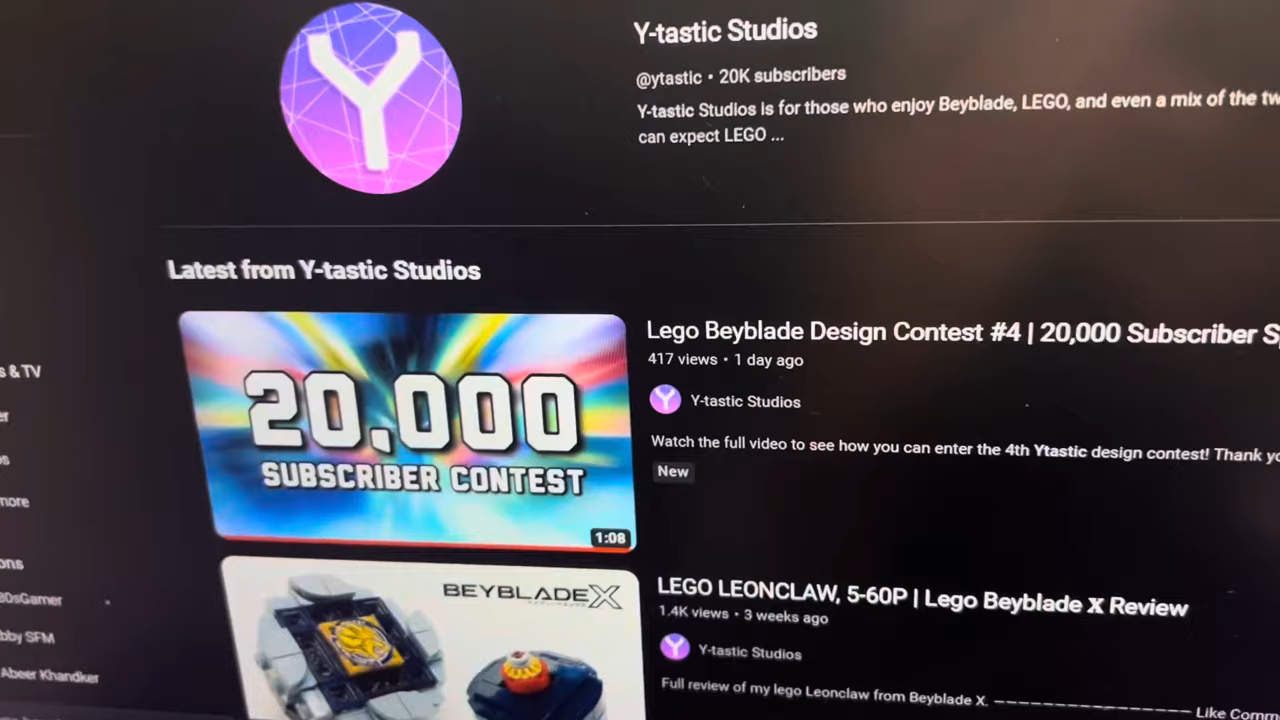 Y-tastic Studios
@ytastic • 20K subscribers
Y-tastic Studios is for those who enjoy Beyblade, LEGO, and even a mix of the
can expect LEGO ...
Latest from Y-tastic Studios
20,000
SUBSCRIBER CONTEST
1:08
Lego Beyblade Design Contest #4 | 20,000 Subscriber
417 views • 1 day ago
Y-tastic Studios
Watch the full video to see how you can enter the 4th Ytastic design contest! Thank
New
s & TV
more
ons
80sGamer
bby SFM
Abeer Khandker
BEYBLADE X
LEGO LEONCLAW, 5-60P | Lego Beyblade X Review
1.4K views • 3 weeks ago
Y-tastic Studios
Full review of my lego Leonclaw from Beyblade X. ———————————— Like